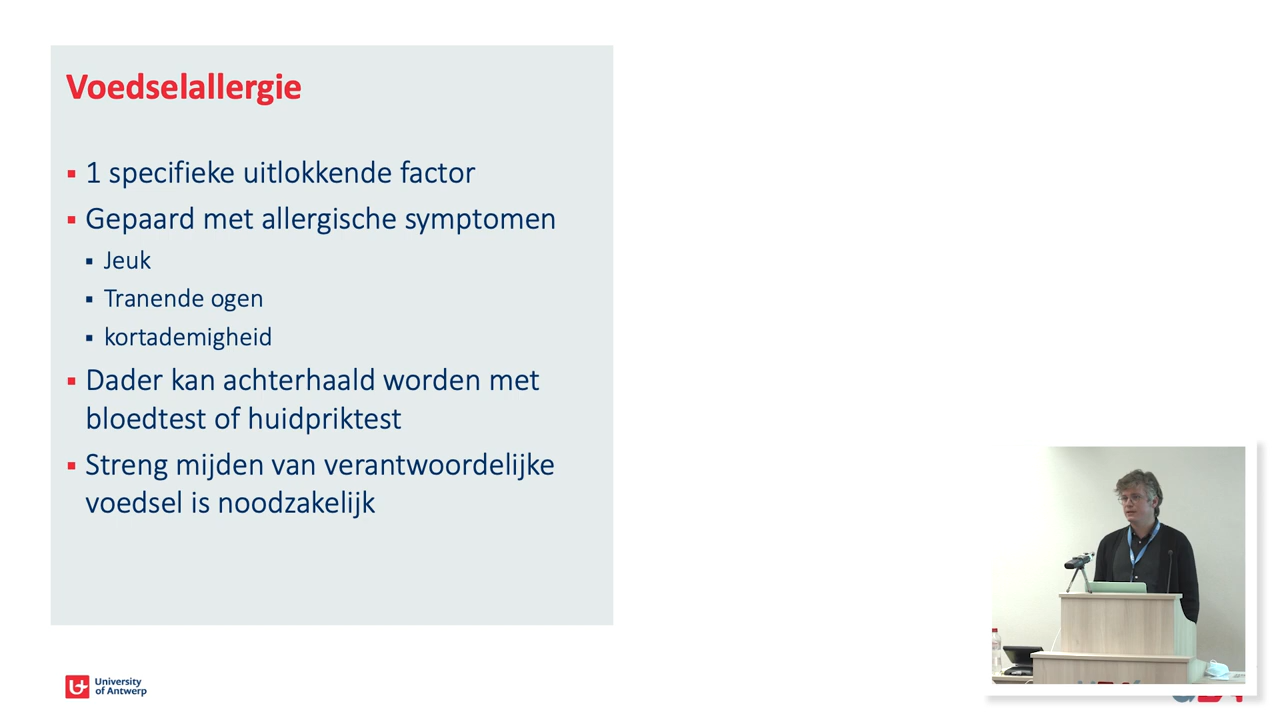 Voedselallergie
▪ 1 specifieke uitlokkende factor
▪ Gepaard met allergische symptomen
▪ Jeuk
▪ Tranende ogen
▪ kortademigheid
▪ Dader kan achterhaald worden met
bloedtest of huidpriktest
▪ Streng mijden van verantwoordelijke
voedsel is noodzakelijk
University
of Antwerp